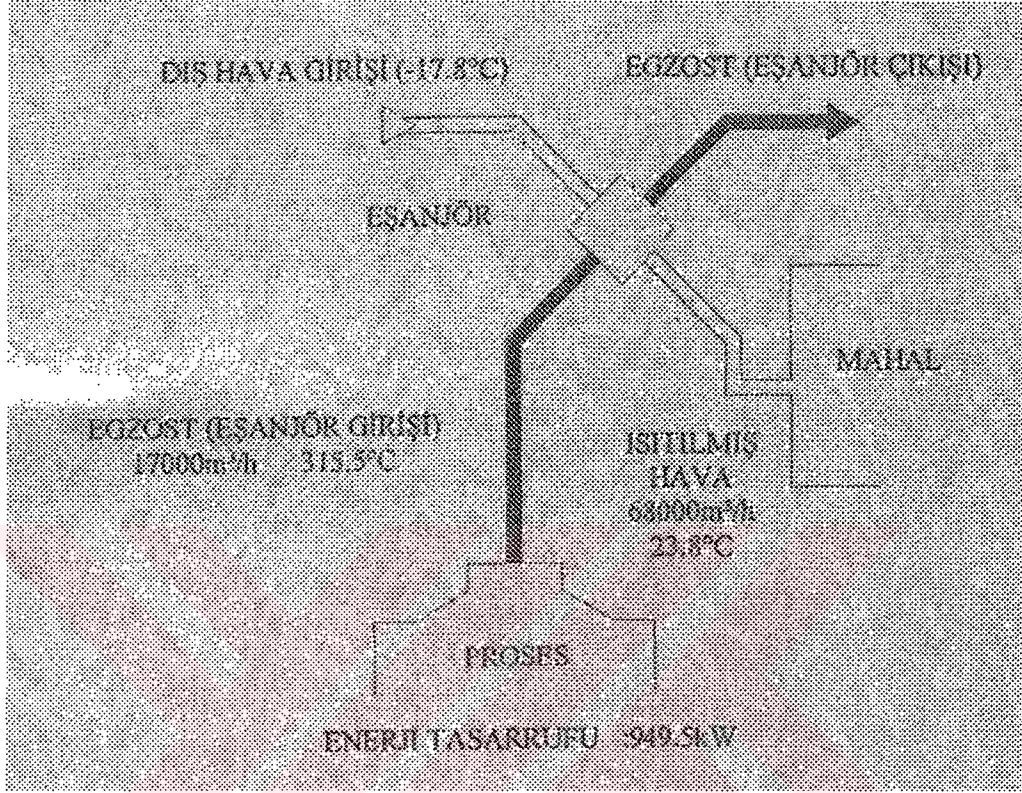 DIŞ HAVA GİRİŞİ (-17.8°C)
EGZOST (EŞANJÖR ÇIKIŞI)
EŞANJÖR
MAHAL
EGZOST (EŞANJÖR GİRİŞİ)
17000m³/h 315.5°C
ISITILMIŞ
HAVA
68000m³/h
23.8°C
PROSES
ENERJİ TASARRUFU :949.5kW